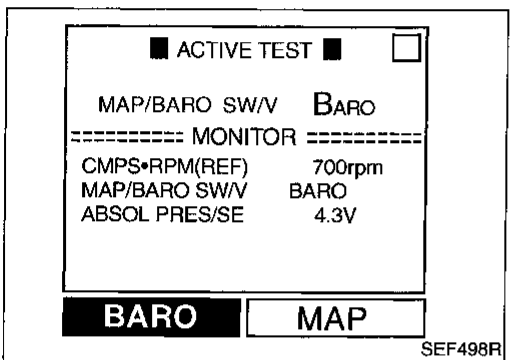 ■ ACTIVE TEST ■
MAP/BARO SW/V BARO
========= MONITOR =========
CMPS•RPM(REF) 700rpm
MAP/BARO SW/V BARO
ABSOL PRES/SE 4.3V
BARO MAP
SEF498R